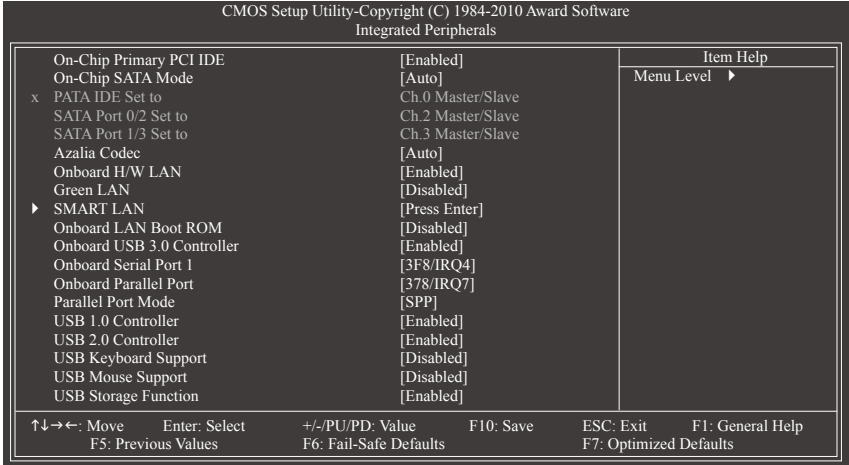 CMOS Setup Utility-Copyright (C) 1984-2010 Award Software
Integrated Peripherals
On-Chip Primary PCI IDE [Enabled]
On-Chip SATA Mode [Auto]
x PATA IDE Set to Ch.0 Master/Slave
SATA Port 0/2 Set to Ch.2 Master/Slave
SATA Port 1/3 Set to Ch.3 Master/Slave
Azalia Codec [Auto]
Onboard H/W LAN [Enabled]
Green LAN [Disabled]
SMART LAN [Press Enter]
Onboard LAN Boot ROM [Disabled]
Onboard USB 3.0 Controller [Enabled]
Onboard Serial Port 1 [3F8/IRQ4]
Onboard Parallel Port [378/IRQ7]
Parallel Port Mode [SPP]
USB 1.0 Controller [Enabled]
USB 2.0 Controller [Enabled]
USB Keyboard Support [Disabled]
USB Mouse Support [Disabled]
USB Storage Function [Enabled]
Item Help
Menu Level
↑↓→←: Move Enter: Select +/-/PU/PD: Value F10: Save ESC: Exit F1: General Help
F5: Previous Values F6: Fail-Safe Defaults F7: Optimized Defaults